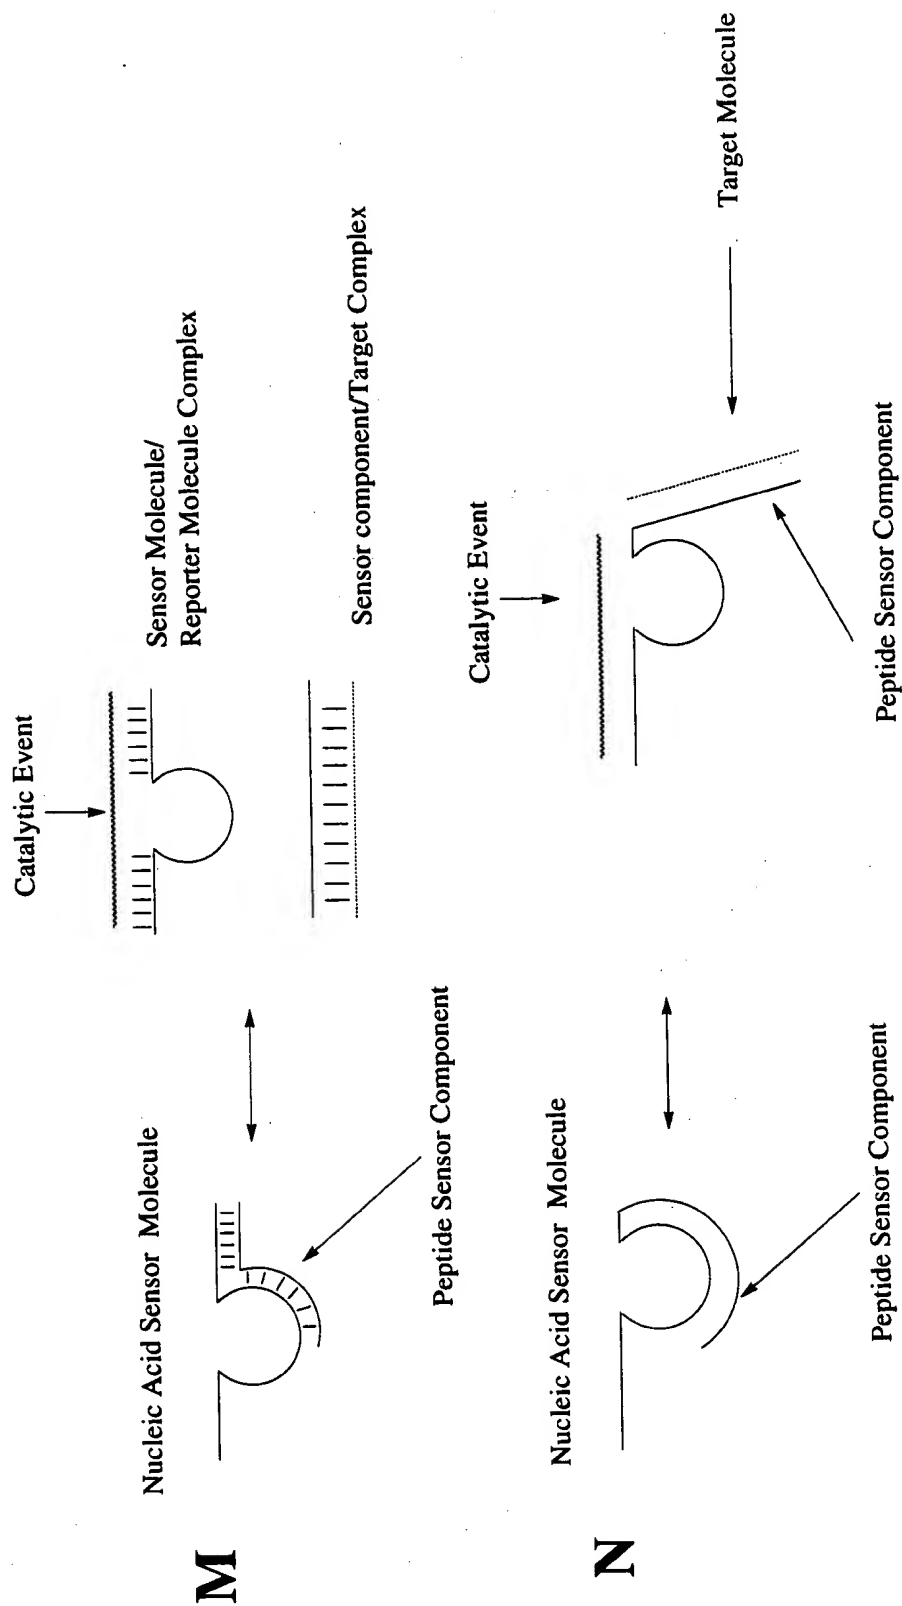 M
Nucleic Acid Sensor Molecule
Peptide Sensor Component
Catalytic Event
Sensor Molecule/
Reporter Molecule Complex
Sensor component/Target Complex
N
Nucleic Acid Sensor Molecule
Peptide Sensor Component
Catalytic Event
Target Molecule
Peptide Sensor Component